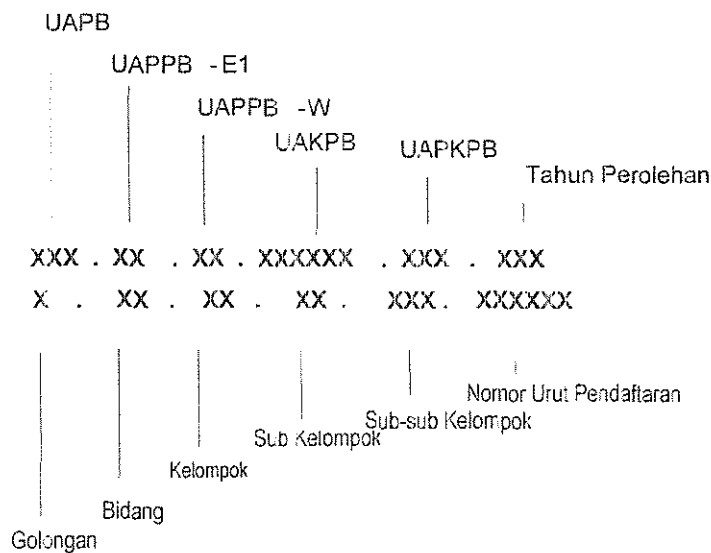 UAPB
UAPPB - E1
UAPPB - W
UAKPB
UAPKPB
Tahun Perolehan
XXX . XX . XX . XXXXXX . XXX . XXX
X . XX . XX . XX . XXX . XXXXXX
Nomor Urut Pendaftaran
Sub-sub Kelompok
Sub Kelompok
Kelompok
Bidang
Golongan